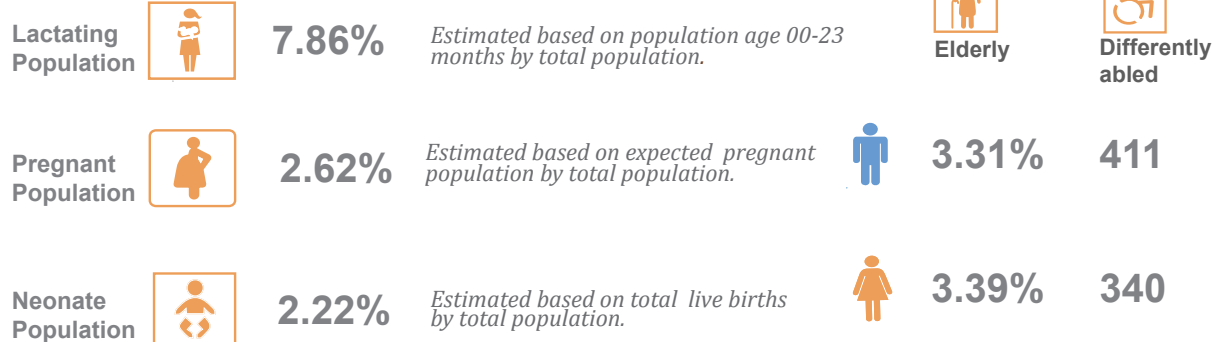 Lactating
Population
7.86%
Estimated based on population age 00-23
months by total population.
Elderly
Differently
abled
Pregnant
Population
2.62%
Estimated based on expected pregnant
population by total population.
3.31%
411
Neonate
Population
2.22%
Estimated based on total live births
by total population.
3.39%
340